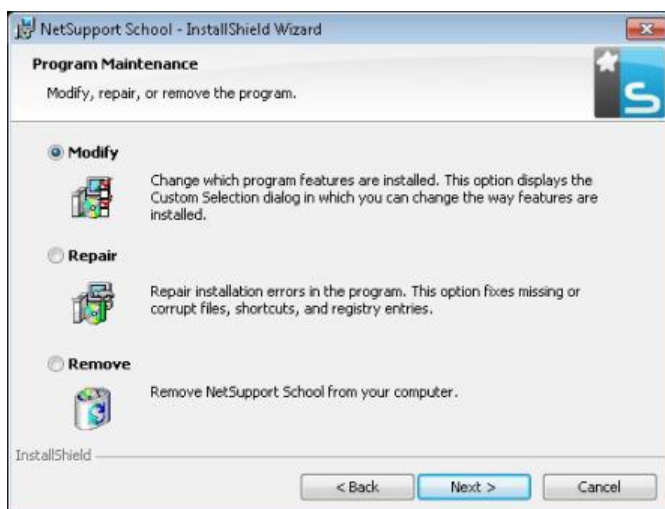 NetSupport School - InstallShield Wizard
Program Maintenance
Modify, repair, or remove the program.
S
Modify
Change which program features are installed. This option displays the
Custom Selection dialog in which you can change the way features are
installed.
Repair
Repair installation errors in the program. This option fixes missing or
corrupt files, shortcuts, and registry entries.
Remove
Remove NetSupport School from your computer.
InstallShield
< Back Next > Cancel